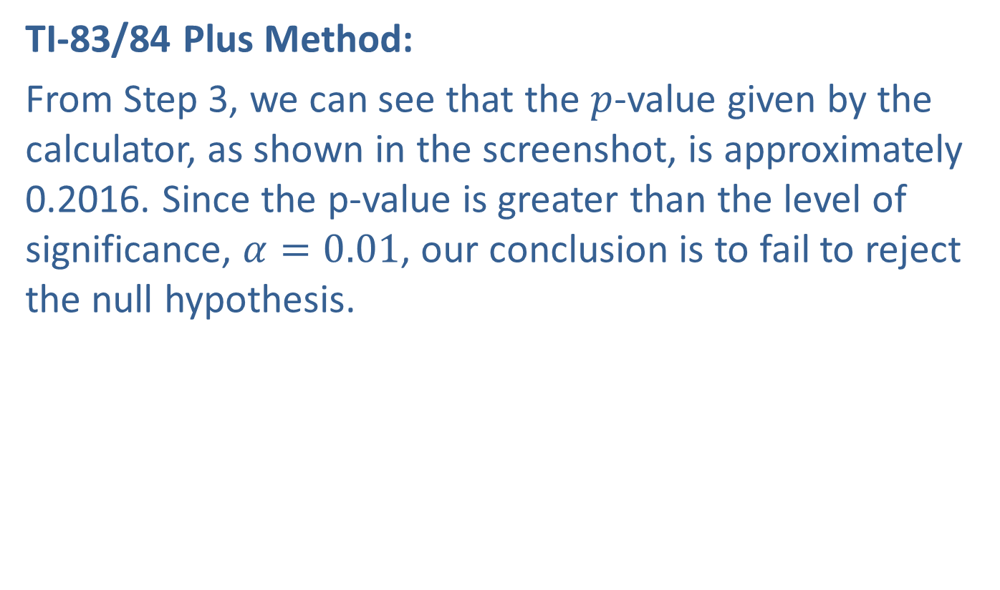 TI-83/84 Plus Method:
From Step 3, we can see that the p-value given by the
calculator, as shown in the screenshot, is approximately
0.2016. Since the p-value is greater than the level of
significance, α = 0.01, our conclusion is to fail to reject
the null hypothesis.